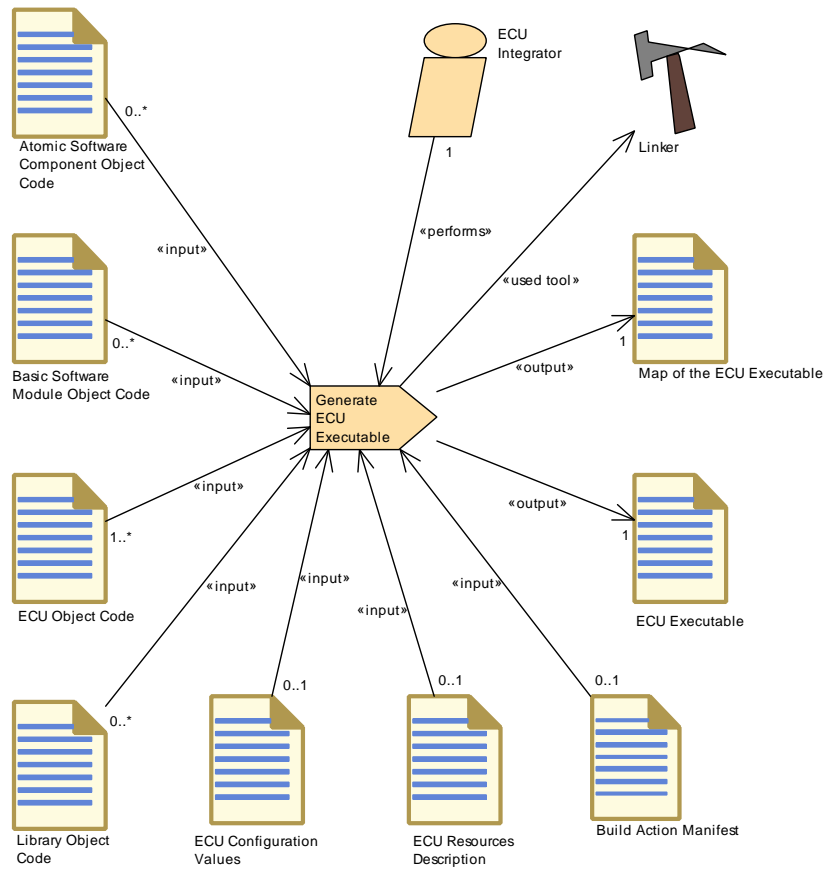 ECU
Integrator
0..*
Atomic Software
Component Object
Code
1
Linker
«performs»
«input»
«used tool»
0..*
1
Basic Software
Module Object Code
«input»
«output»
Map of the ECU Executable
Generate
ECU
Executable
«input»
«output»
1..*
1
ECU Object Code
«input»
«input»
«input»
«input»
ECU Executable
0..*
0..1
0..1
0..1
Library Object
Code
ECU Configuration
Values
ECU Resources
Description
Build Action Manifest